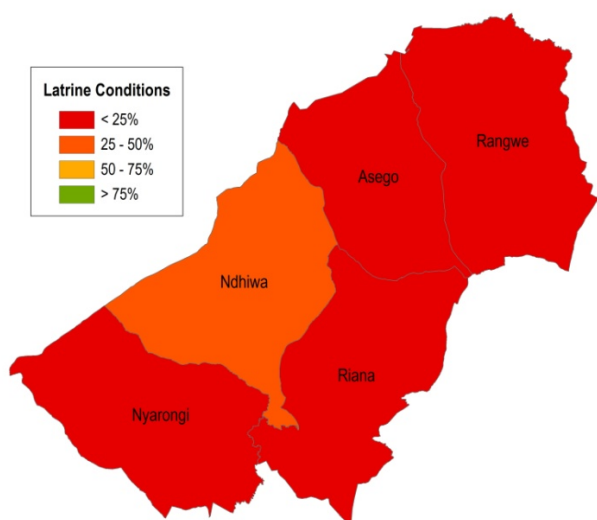 Latrine Conditions
< 25%
25 - 50%
50 - 75%
> 75%
Rangwe
Asego
Ndhiwa
Riana
Nyarongi